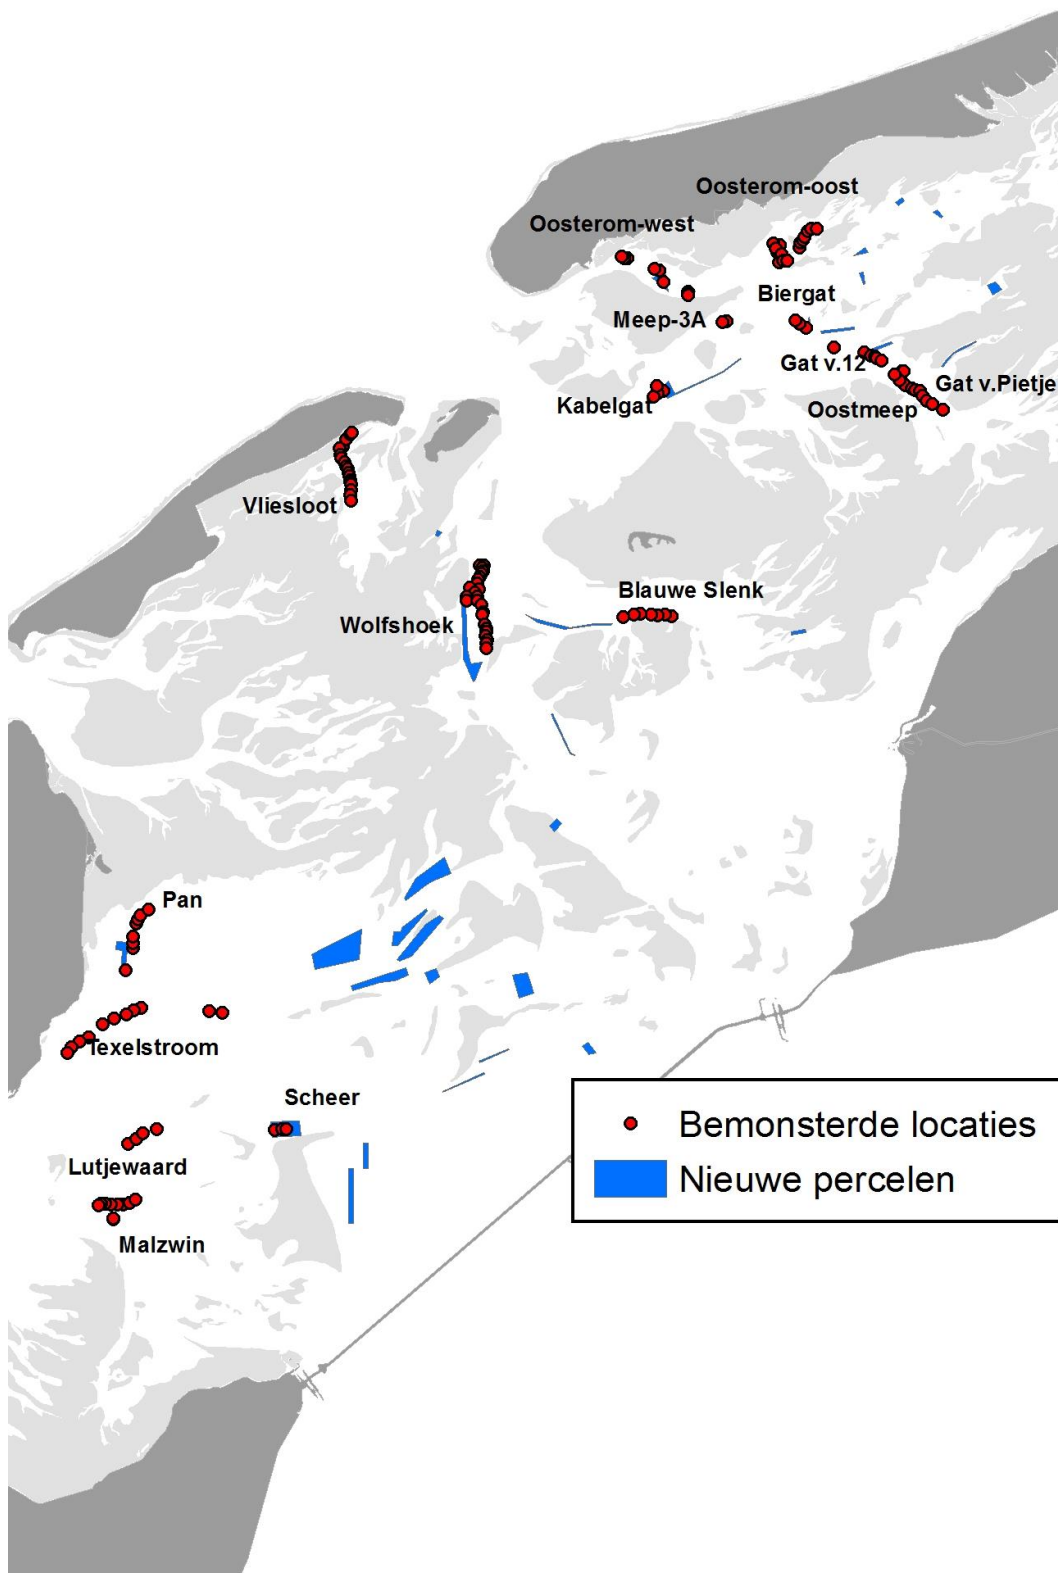 Oosterom-oost
Oosterom-west
Biergat
Meep-3A
Gat v.12
Gat v.Pietje
Kabelgat
Oostmeep
Vliesloot
Blauwe Slenk
Wolfshoek
Pan
Texelstroom
Scheer
Bemonsterde locaties
Lutjewaard
Nieuwe percelen
Malzwin